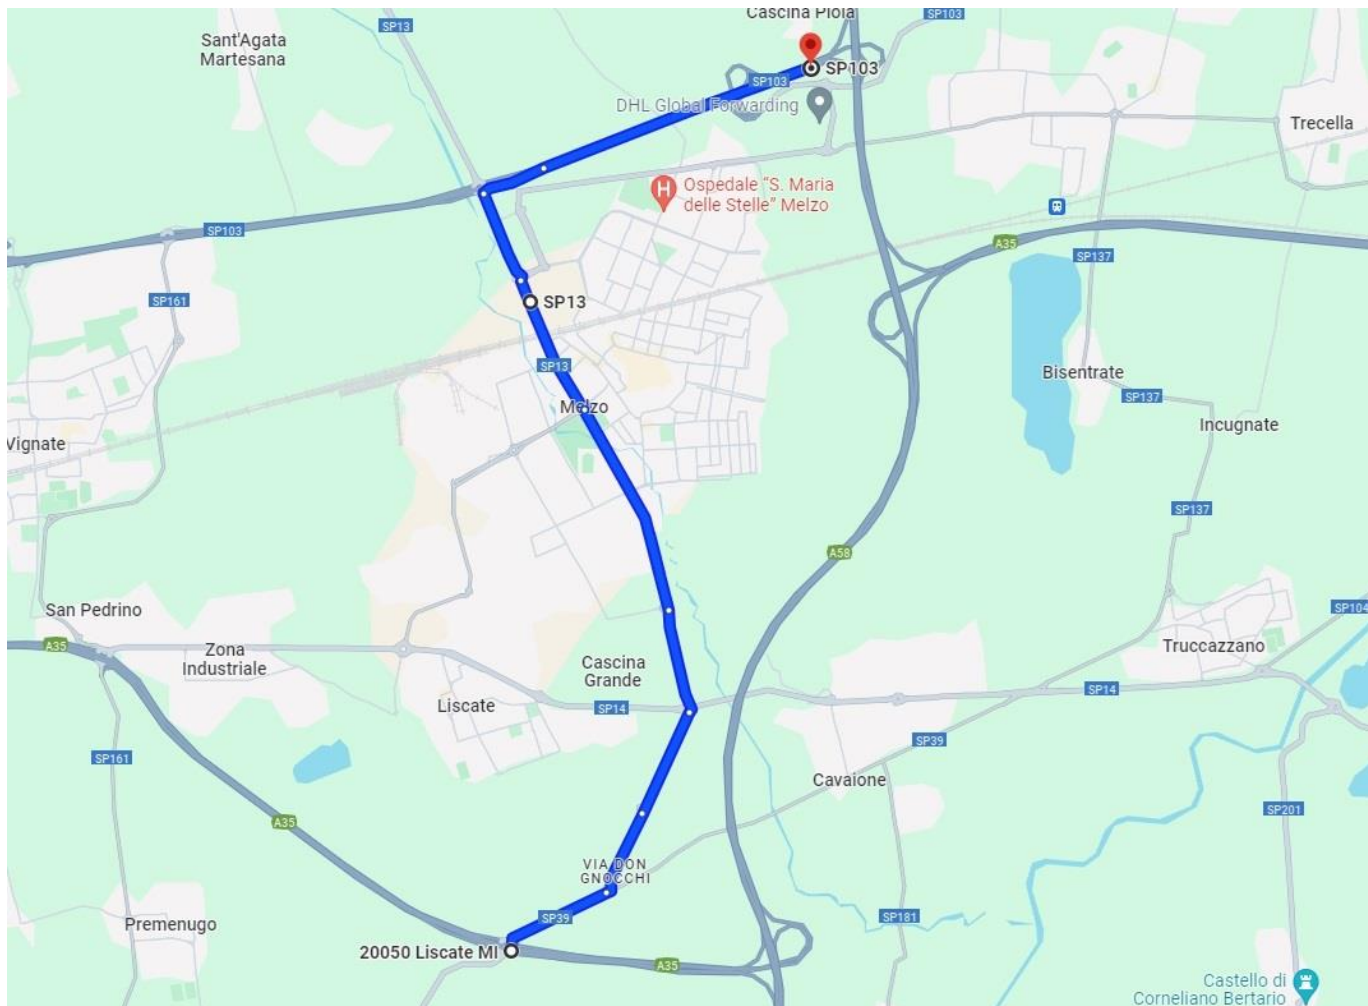 Cascina Piola
SP13
SP103
Sant'Agata
Martesana
SP103
SP103
DHL Global Forwarding
Trecella
Ospedale "S. Maria
delle Stelle" Melzo
SP103
A35
SP137
SP161
SP13
SP13
Bisentrate
SP137
Melzo
Incugnate
Vignate
SP137
A58
San Pedrino
SP104
A35
Zona
Industriale
Truccazzano
Cascina
Grande
SP14
Liscate
SP14
SP39
SP161
Cavaione
SP201
A35
VIA DON
GNOCCHI
SP39
SP181
Premenugo
20050 Liscate MI
A35
Castello di
Corneliano Bertario